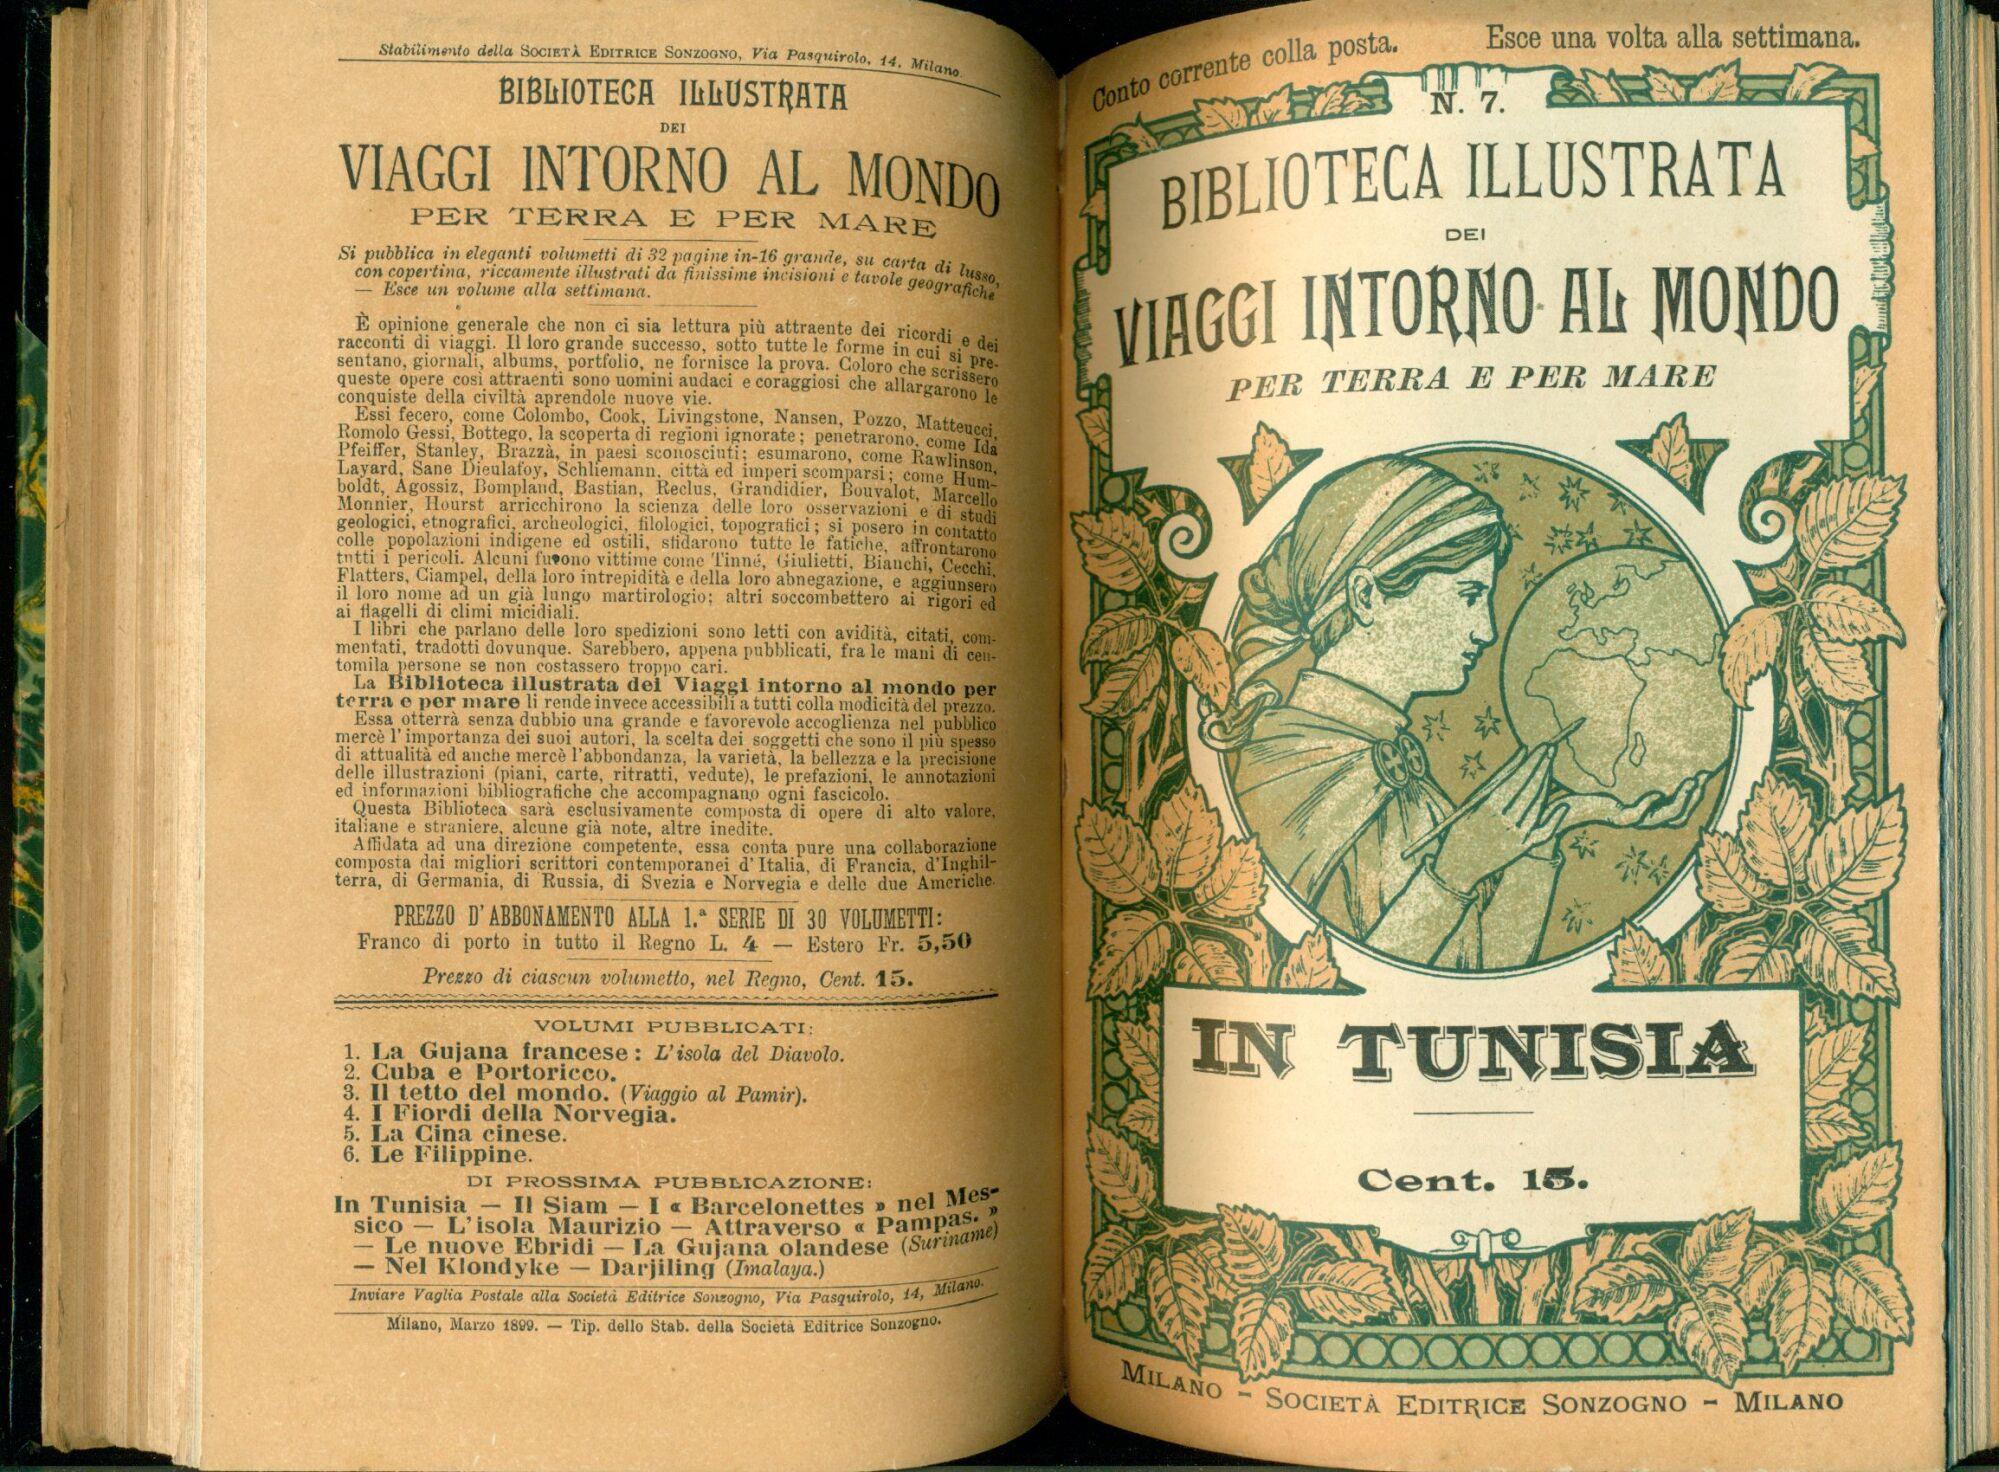 Stabilimento della SOCIETÀ EDITRICE SONZOGNO, Via Pasquirolo, 14, Milano.
BIBLIOTECA ILLUSTRATA
DEI
VIAGGI INTORNO AL MONDO
PER TERRA E PER MARE
Si pubblica in eleganti volumetti di 32 pagine in-16 grande, su carta di lusso,
con copertina, riccamente illustrati da finissime incisioni e tavole geografiche
— Esce un volume alla settimana.
È opinione generale che non ci sia lettura più attraente dei ricordi e dei
racconti di viaggi. Il loro grande successo, sotto tutte le forme in cui si pre-
sentano, giornali, albums, portfolio, ne fornisce la prova. Coloro che scrissero
queste opere così attraenti sono uomini audaci e coraggiosi che allargarono le
conquiste della civiltà aprendole nuove vie.
Essi fecero, come Colombo, Cook, Livingstone, Nansen, Pozzo, Matteucci,
Romolo Gessi, Bottego, la scoperta di regioni ignorate; penetrarono, come Ida
Pfeiffer, Stanley, Brazzà, in paesi sconosciuti; esumarono, come Rawlinson,
Layard, Sane Dieulafoy, Schliemann, città ed imperi scomparsi; come Hum-
boldt, Agossiz, Bompland, Bastian, Reclus, Grandidier, Bouvalot, Marcello
Monnier, Hourst arricchirono la scienza delle loro osservazioni e di studi
geologici, etnografici, archeologici, filologici, topografici; si posero in contatto
colle popolazioni indigene ed ostili, sfidarono tutte le fatiche, affrontarono
tutti i pericoli. Alcuni furono vittime come Tinné, Giulietti, Bianchi, Cecchi,
Flatters, Ciampel, della loro intrepidità e della loro abnegazione, e aggiunsero
il loro nome ad un già lungo martirologio; altri soccombettero ai rigori ed
ai flagelli di climi micidiali.
I libri che parlano delle loro spedizioni sono letti con avidità, citati, com-
mentati, tradotti dovunque. Sarebbero, appena pubblicati, fra le mani di cen-
tomila persone se non costassero troppo cari.
La Biblioteca illustrata dei Viaggi intorno al mondo per
terra e per mare li rende invece accessibili a tutti colla modicità del prezzo.
Essa otterrà senza dubbio una grande e favorevole accoglienza nel pubblico
mercè l'importanza dei suoi autori, la scelta dei soggetti che sono il più spesso
di attualità ed anche mercè l'abbondanza, la varietà, la bellezza e la precisione
delle illustrazioni (piani, carte, ritratti, vedute), le prefazioni, le annotazioni
ed informazioni bibliografiche che accompagnano ogni fascicolo.
Questa Biblioteca sarà esclusivamente composta di opere di alto valore,
italiane e straniere, alcune già note, altre inedite.
Affidata ad una direzione competente, essa conta pure una collaborazione
composta dai migliori scrittori contemporanei d'Italia, di Francia, d'Inghil-
terra, di Germania, di Russia, di Svezia e Norvegia e delle due Americhe.
PREZZO D'ABBONAMENTO ALLA 1.ª SERIE DI 30 VOLUMETTI:
Franco di porto in tutto il Regno L. 4 — Estero Fr. 5,50
Prezzo di ciascun volumetto, nel Regno, Cent. 15.
VOLUMI PUBBLICATI:
1. La Gujana francese: L'isola del Diavolo.
2. Cuba e Portoricco.
3. Il tetto del mondo. (Viaggio al Pamir).
4. I Fiordi della Norvegia.
5. La Cina cinese.
6. Le Filippine.
DI PROSSIMA PUBBLICAZIONE:
In Tunisia — Il Siam — I « Barcelonettes » nel Mes-
sico — L'isola Maurizio — Attraverso « Pampas. »
— Le nuove Ebridi — La Gujana olandese (Suriname)
— Nel Klondyke — Darjiling (Imalaya.)
Inviare Vaglia Postale alla Società Editrice Sonzogno, Via Pasquirolo, 14, Milano.
Milano, Marzo 1899. — Tip. dello Stab. della Società Editrice Sonzogno.
Conto corrente colla posta. Esce una volta alla settimana.
N. 7.
BIBLIOTECA ILLUSTRATA
DEI
VIAGGI INTORNO AL MONDO
PER TERRA E PER MARE
IN TUNISIA
Cent. 15.
MILANO - SOCIETÀ EDITRICE SONZOGNO - MILANO